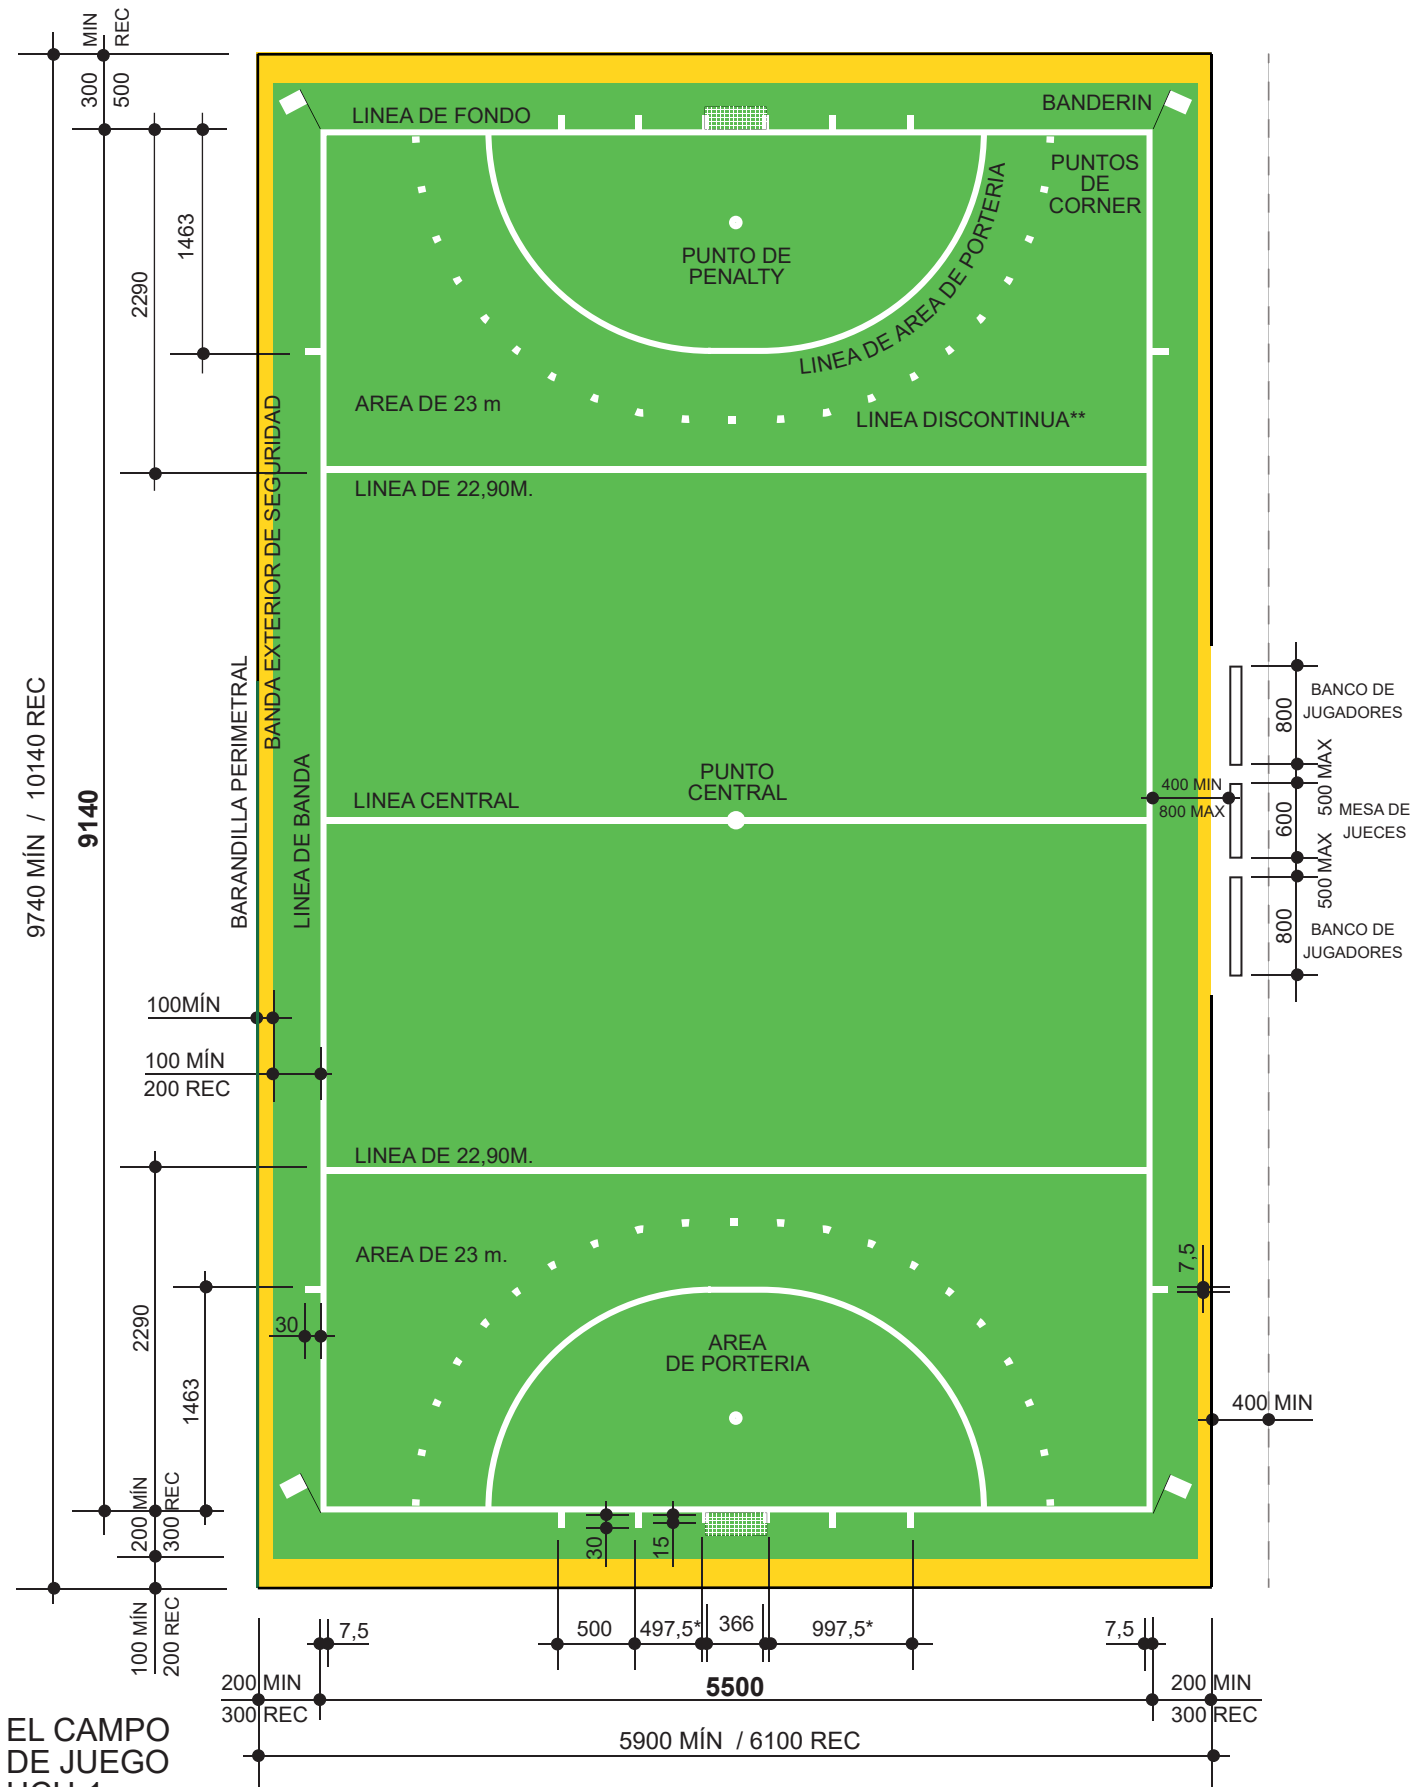 MIN
REC
300
500
LINEA DE FONDO
BANDERIN
PUNTOS
DE
CORNER
1463
2290
PUNTO DE
PENALTY
LINEA DE AREA DE PORTERIA
AREA DE 23 m
LINEA DISCONTINUA**
LINEA DE 22,90M.
BANDA EXTERIOR DE SEGURIDAD
BARANDILLA PERIMETRAL
LINEA DE BANDA
9740 MÍN / 10140 REC
9140
PUNTO
CENTRAL
LINEA CENTRAL
400 MIN
800 MAX
800
BANCO DE
JUGADORES
500 MAX
600
MESA DE
JUECES
500 MAX
800
BANCO DE
JUGADORES
100MÍN
100 MÍN
200 REC
LINEA DE 22,90M.
AREA DE 23 m.
7,5
30
2290
1463
AREA
DE PORTERIA
400 MIN
200 MÍN
300 REC
30
15
100 MÍN
200 REC
7,5
500
497,5*
366
997,5*
7,5
200 MIN
300 REC
5500
200 MIN
300 REC
5900 MÍN / 6100 REC
EL CAMPO
DE JUEGO